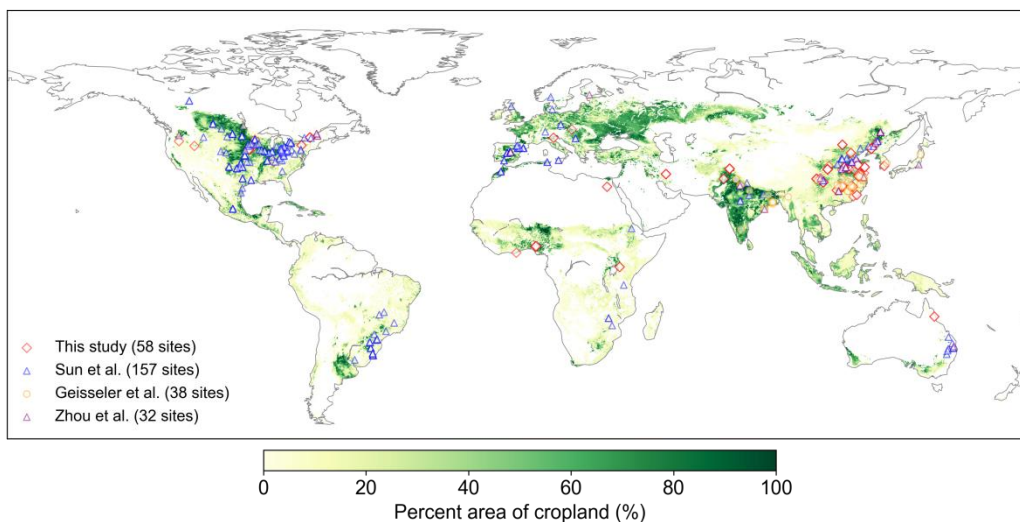 This study (58 sites)
Sun et al. (157 sites)
Geisseler et al. (38 sites)
Zhou et al. (32 sites)
0 20 40 60 80 100
Percent area of cropland (%)